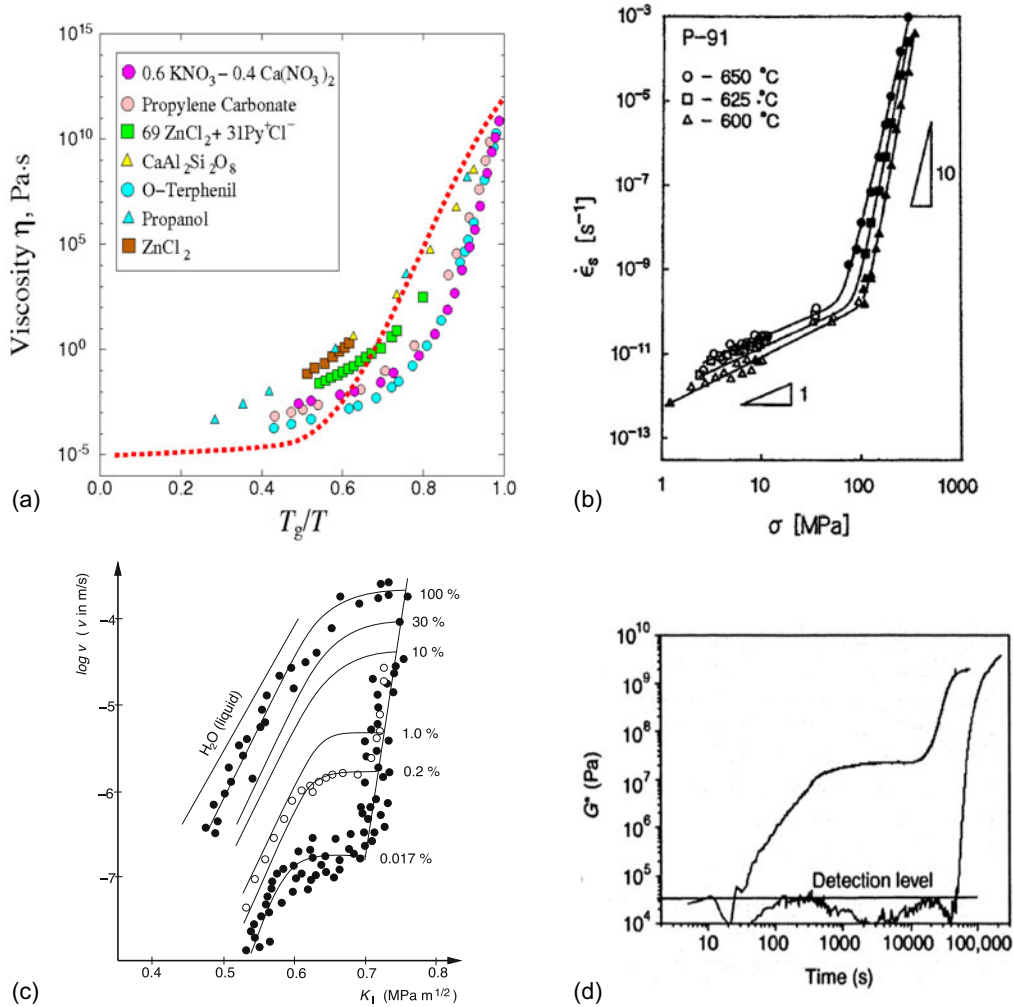 10^15
10^10
10^5
10^0
10^-5
Viscosity η, Pa·s
0.6 KNO3 – 0.4 Ca(NO3)2
Propylene Carbonate
69 ZnCl2 + 31Py+Cl−
CaAl2Si2O8
O–Terphenil
Propanol
ZnCl2
0.0 0.2 0.4 0.6 0.8 1.0
Tg/T
(a)
10^-3
10^-5
10^-7
10^-9
10^-11
10^-13
ε̇s [s^-1]
P-91
○ - 650 °C
□ - 625 °C
△ - 600 °C
10
1
1 10 100 1000
σ [MPa]
(b)
log v ( v in m/s)
−4
−5
−6
−7
H2O (liquid)
100 %
30 %
10 %
1.0 %
0.2 %
0.017 %
0.4 0.5 0.6 0.7 0.8
KI (MPa m^1/2)
(c)
10^10
10^9
10^8
10^7
10^6
10^5
10^4
G* (Pa)
Detection level
10 100 1000 10000 100,000
Time (s)
(d)